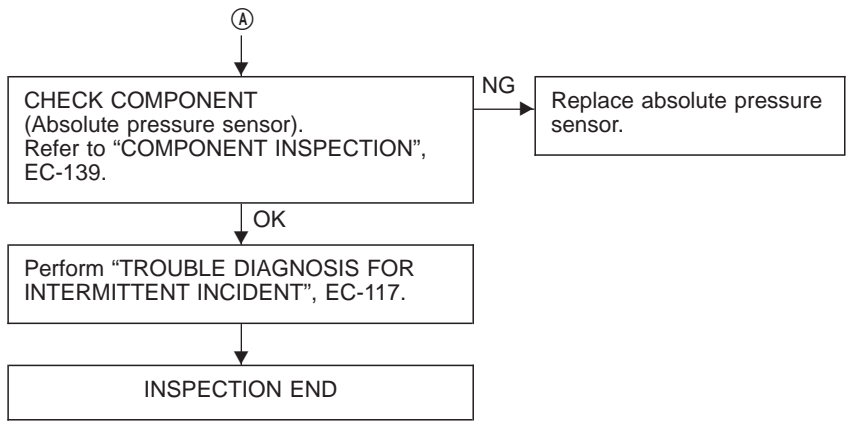 Ⓐ
CHECK COMPONENT
(Absolute pressure sensor).
Refer to “COMPONENT INSPECTION”,
EC-139.
NG
Replace absolute pressure
sensor.
OK
Perform “TROUBLE DIAGNOSIS FOR
INTERMITTENT INCIDENT”, EC-117.
INSPECTION END